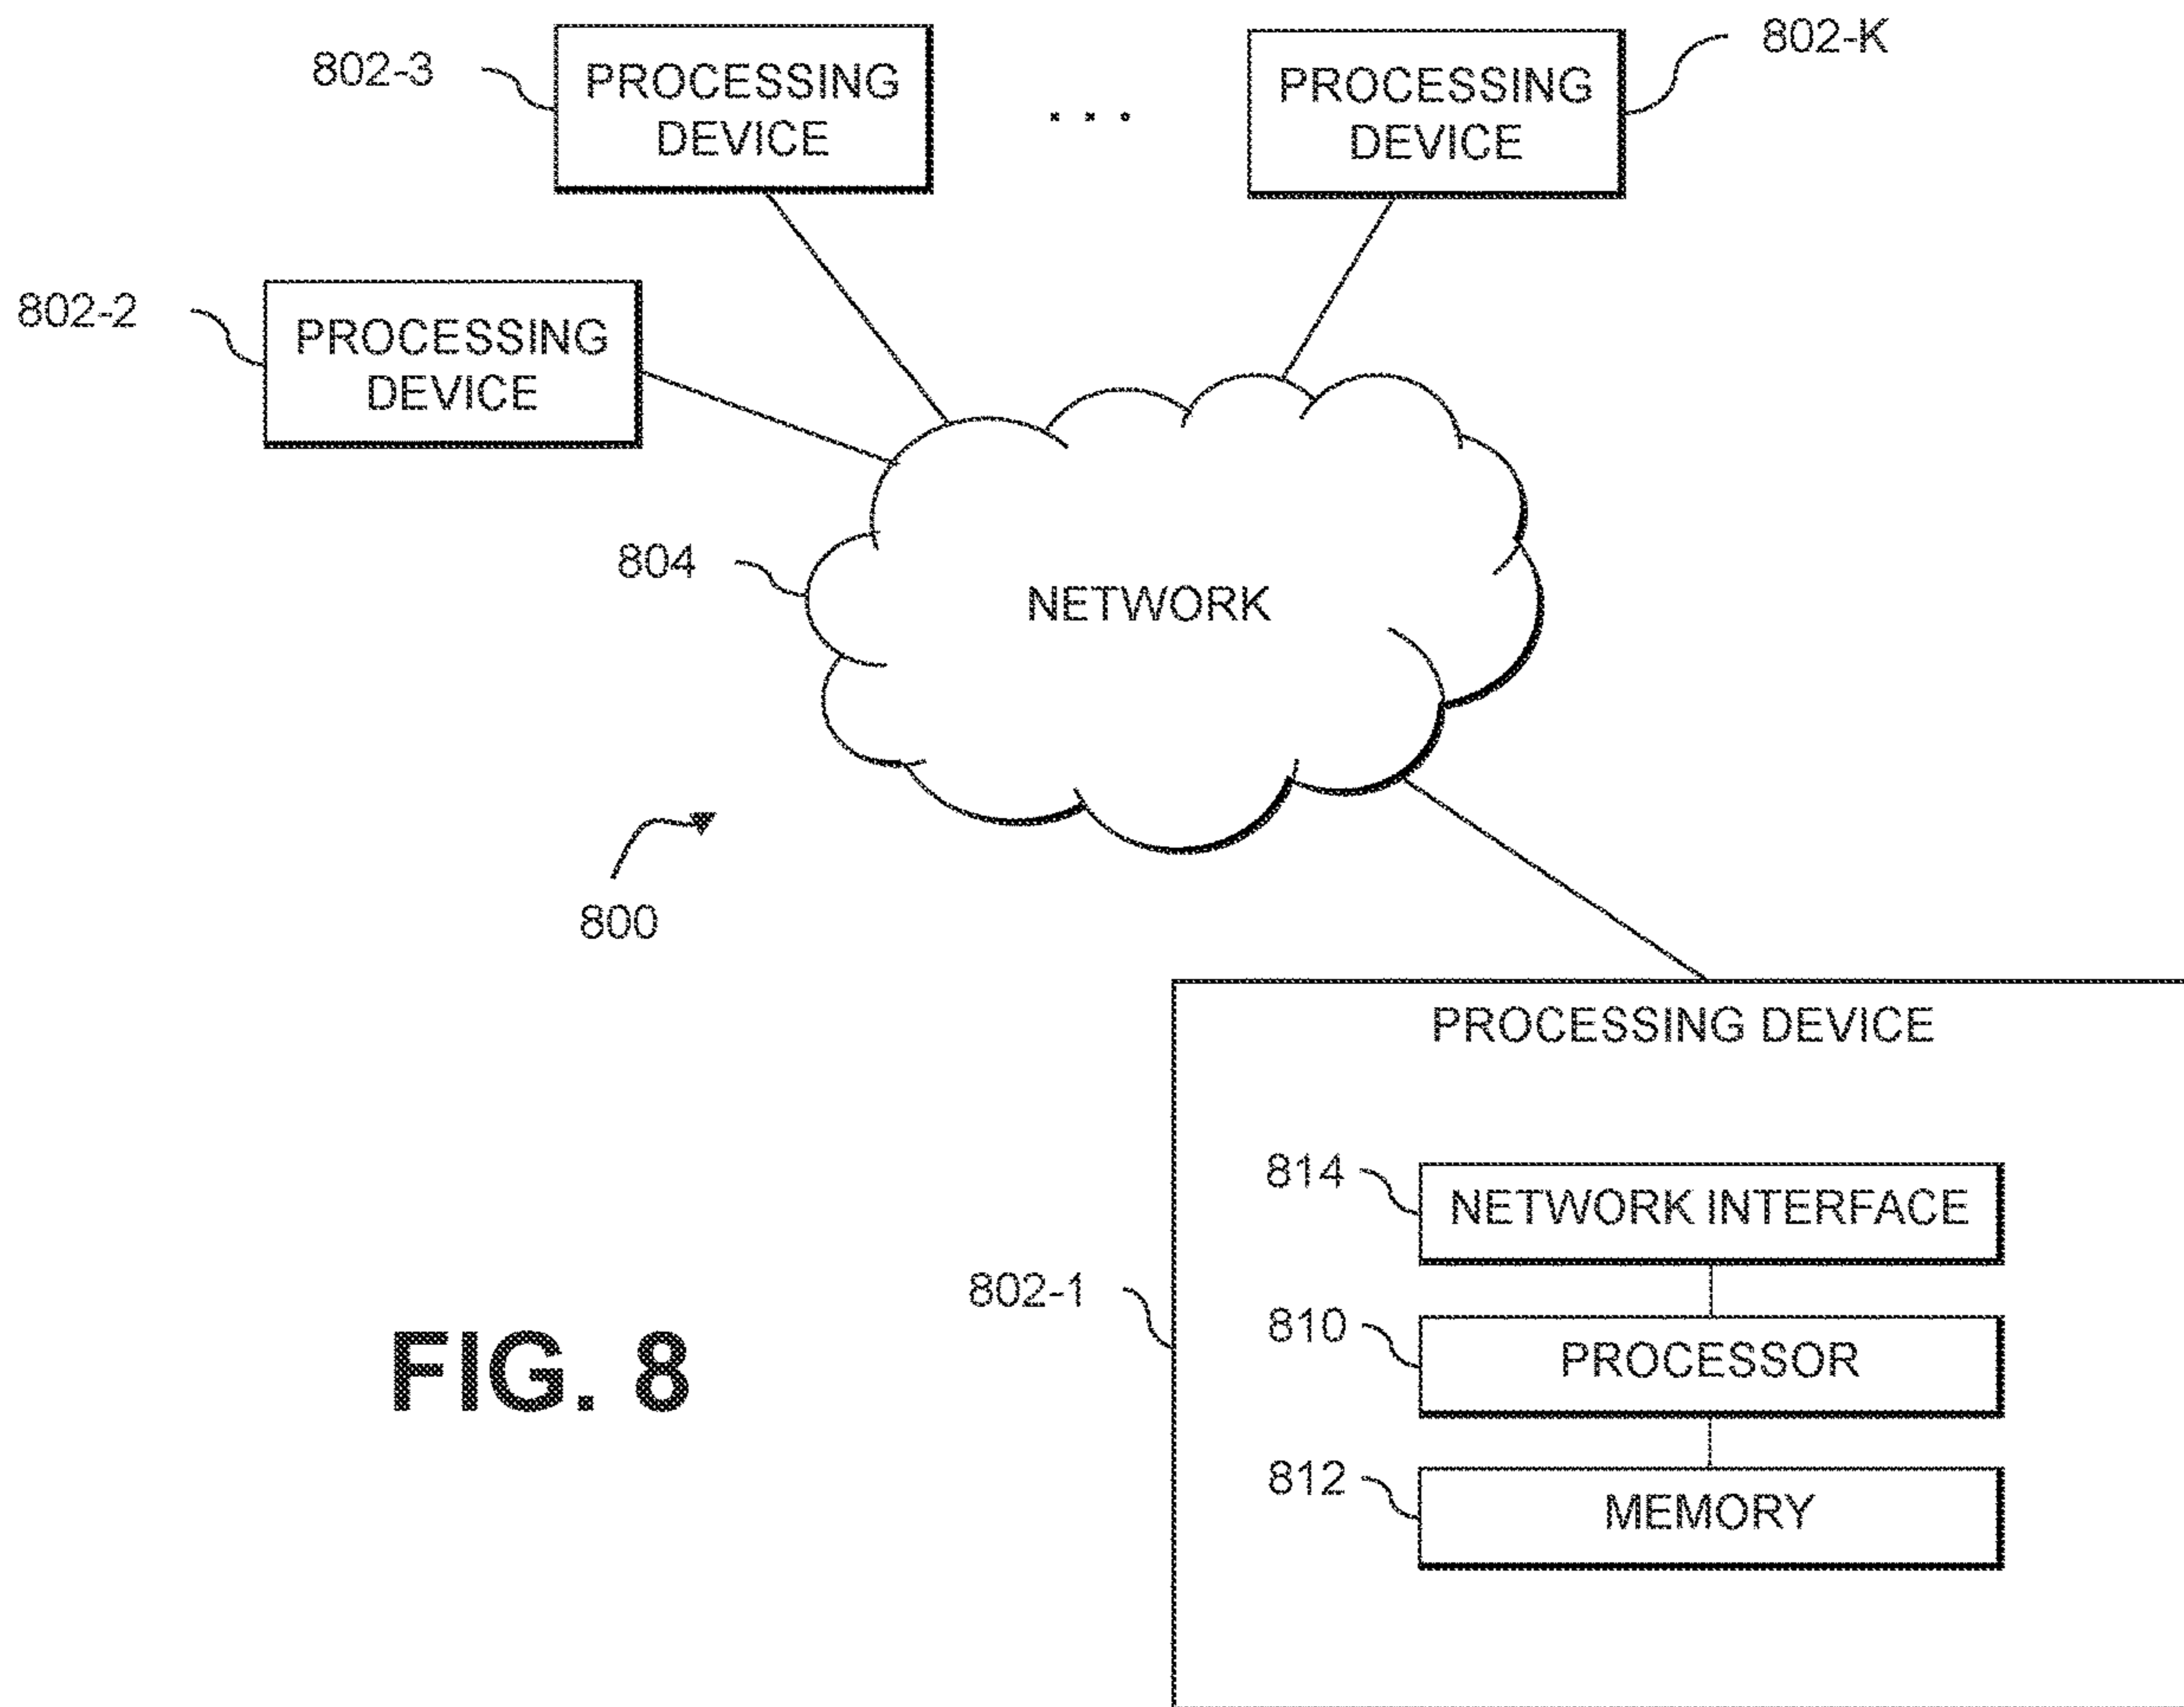 802-3
PROCESSING
DEVICE
. . .
PROCESSING
DEVICE
802-K
802-2
PROCESSING
DEVICE
804
NETWORK
800
PROCESSING DEVICE
814
NETWORK INTERFACE
802-1
810
PROCESSOR
812
MEMORY
FIG. 8